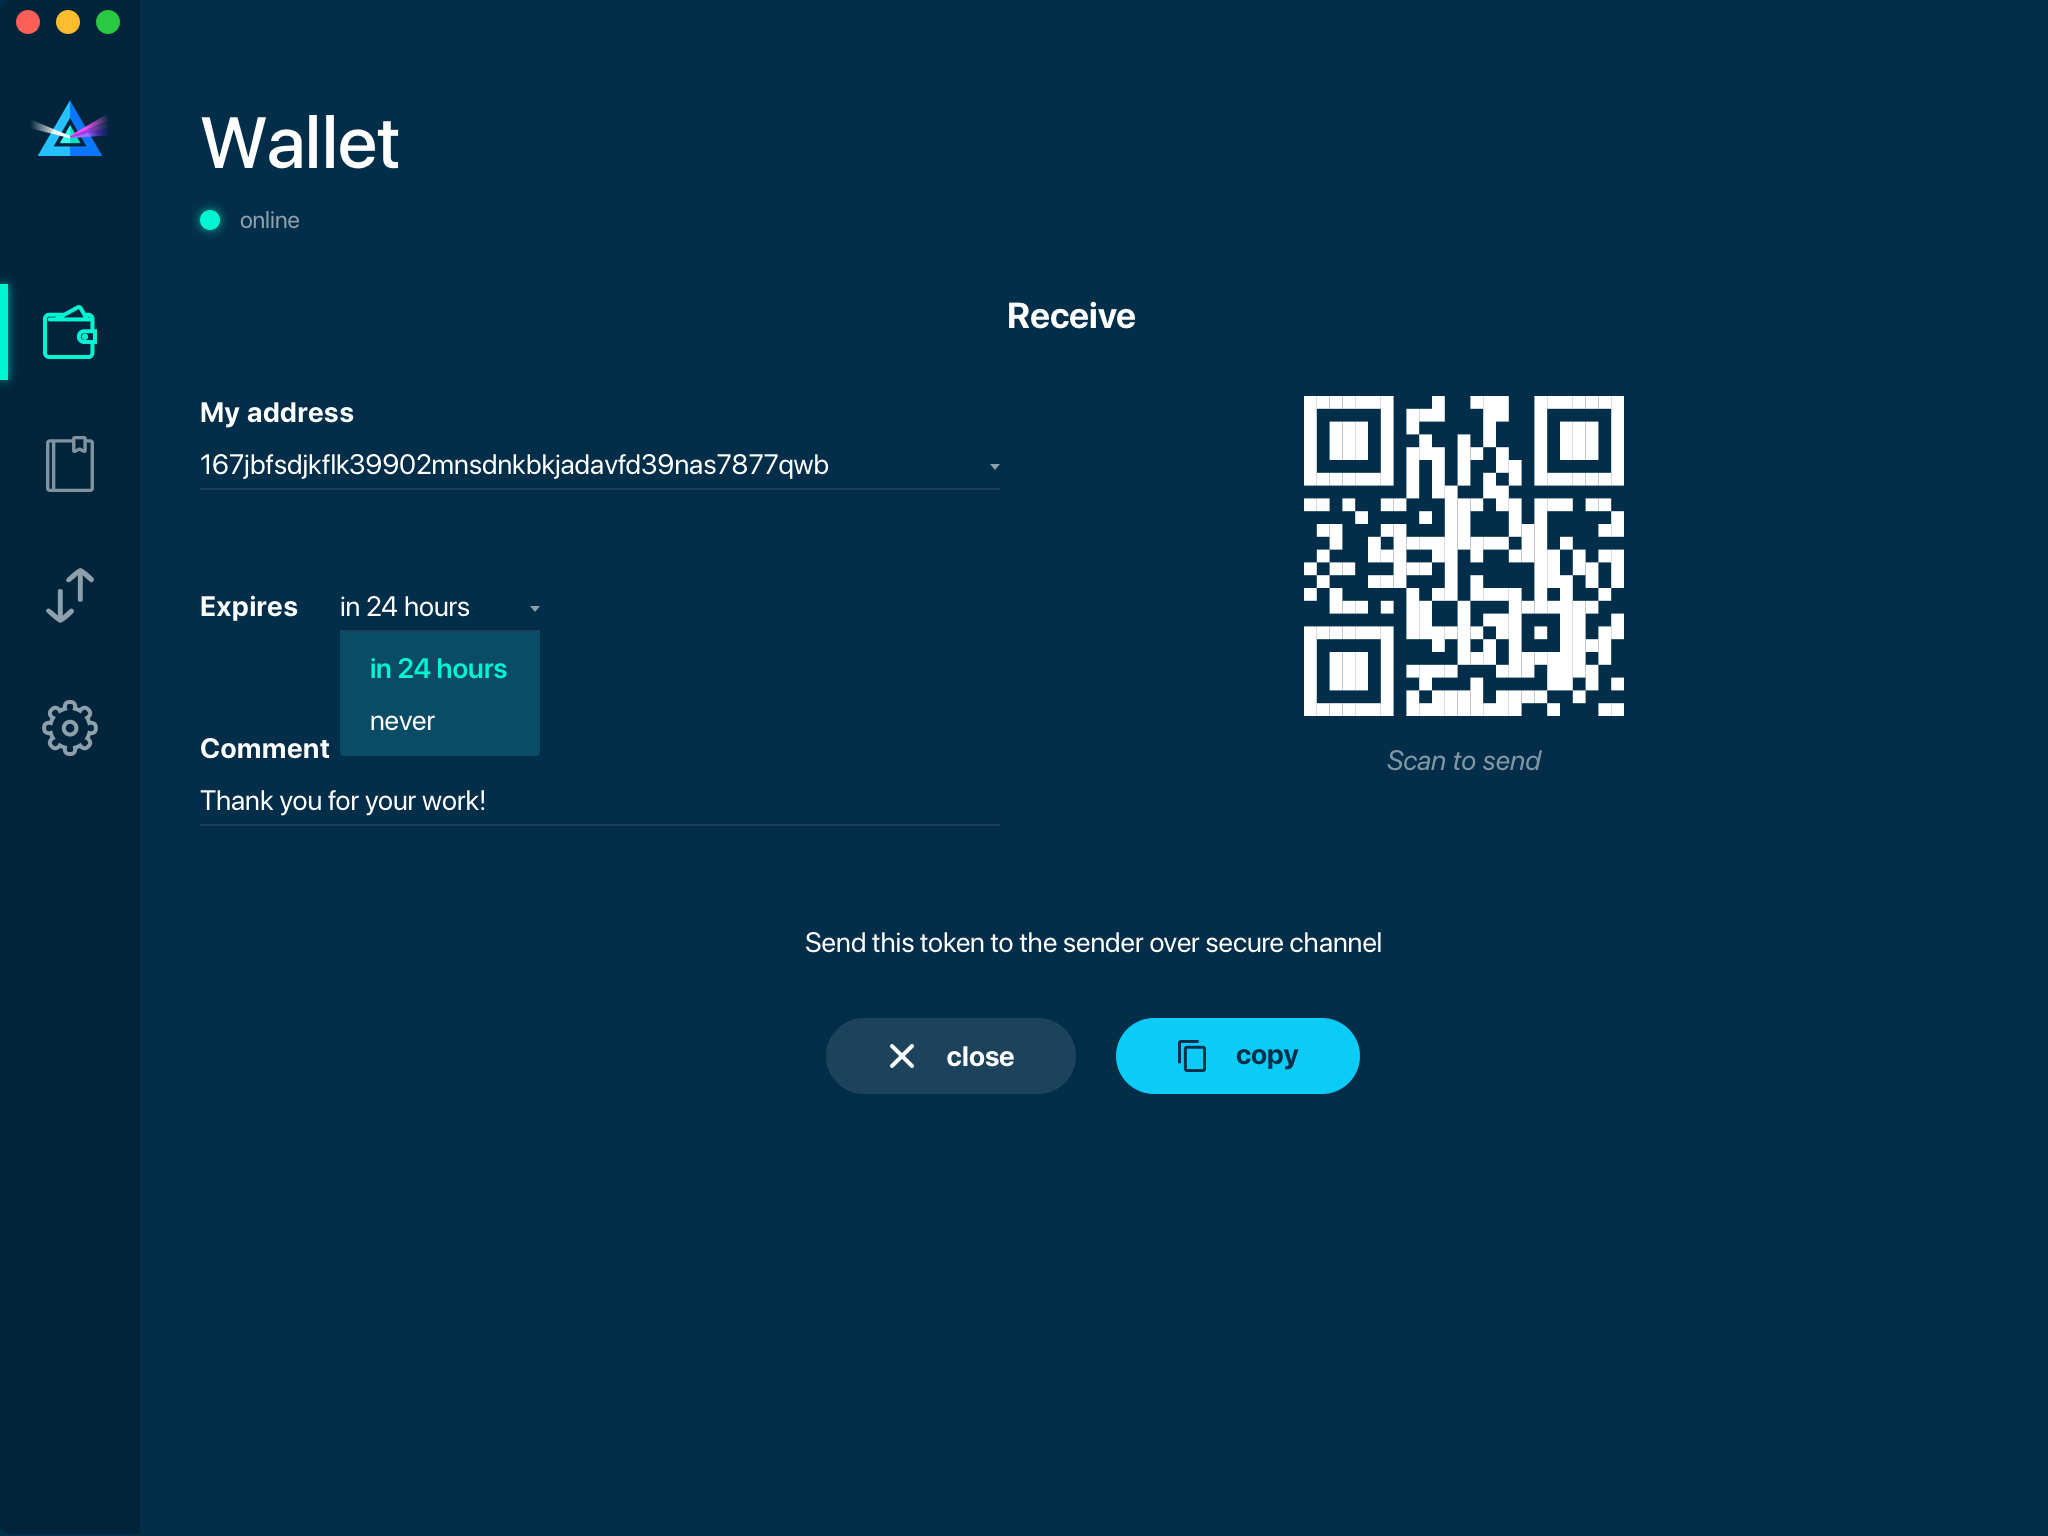 Wallet
online
Receive
My address
167jbfsdjkflk39902mnsdnkbkjadavfd39nas7877qwb
Expires in 24 hours
in 24 hours
never
Comment
Thank you for your work!
Scan to send
Send this token to the sender over secure channel
close
copy